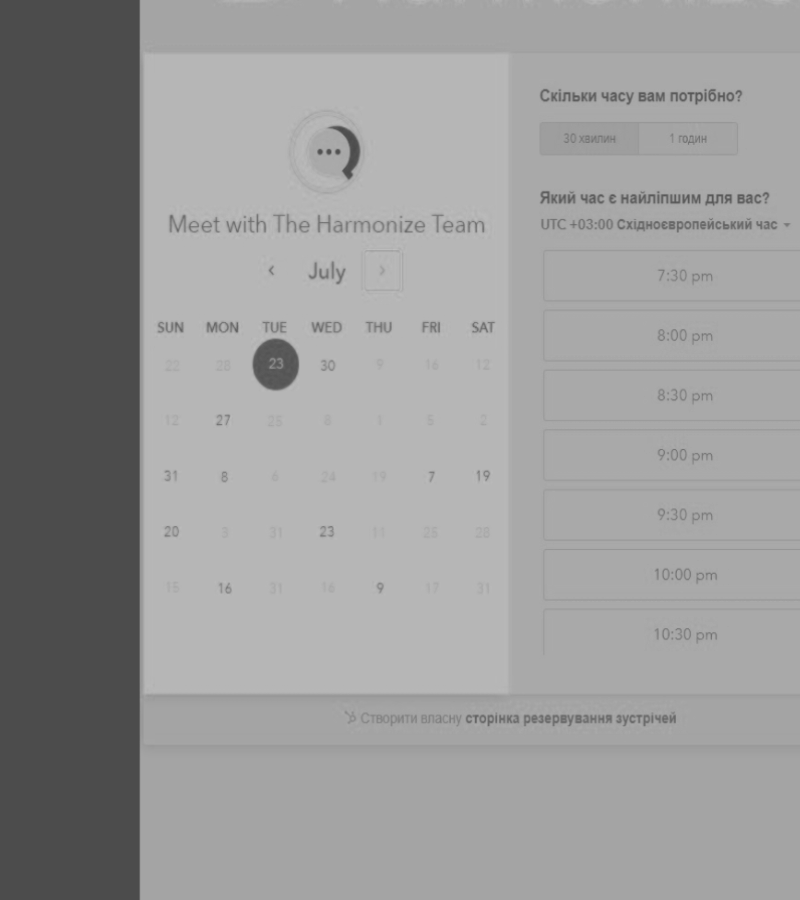 Meet with The Harmonize Team
July
SUN MON TUE WED THU FRI SAT
22 28 23 30 9 16 12
12 27 25 8 1 5 2
31 8 6 24 19 7 19
20 3 31 23 11 25 28
15 16 31 16 9 17 31
Скільки часу вам потрібно?
30 хвилин 1 годин
Який час є найліпшим для вас?
UTC +03:00 Східноєвропейський час
7:30 pm
8:00 pm
8:30 pm
9:00 pm
9:30 pm
10:00 pm
10:30 pm
Створити власну сторінка резервування зустрічей